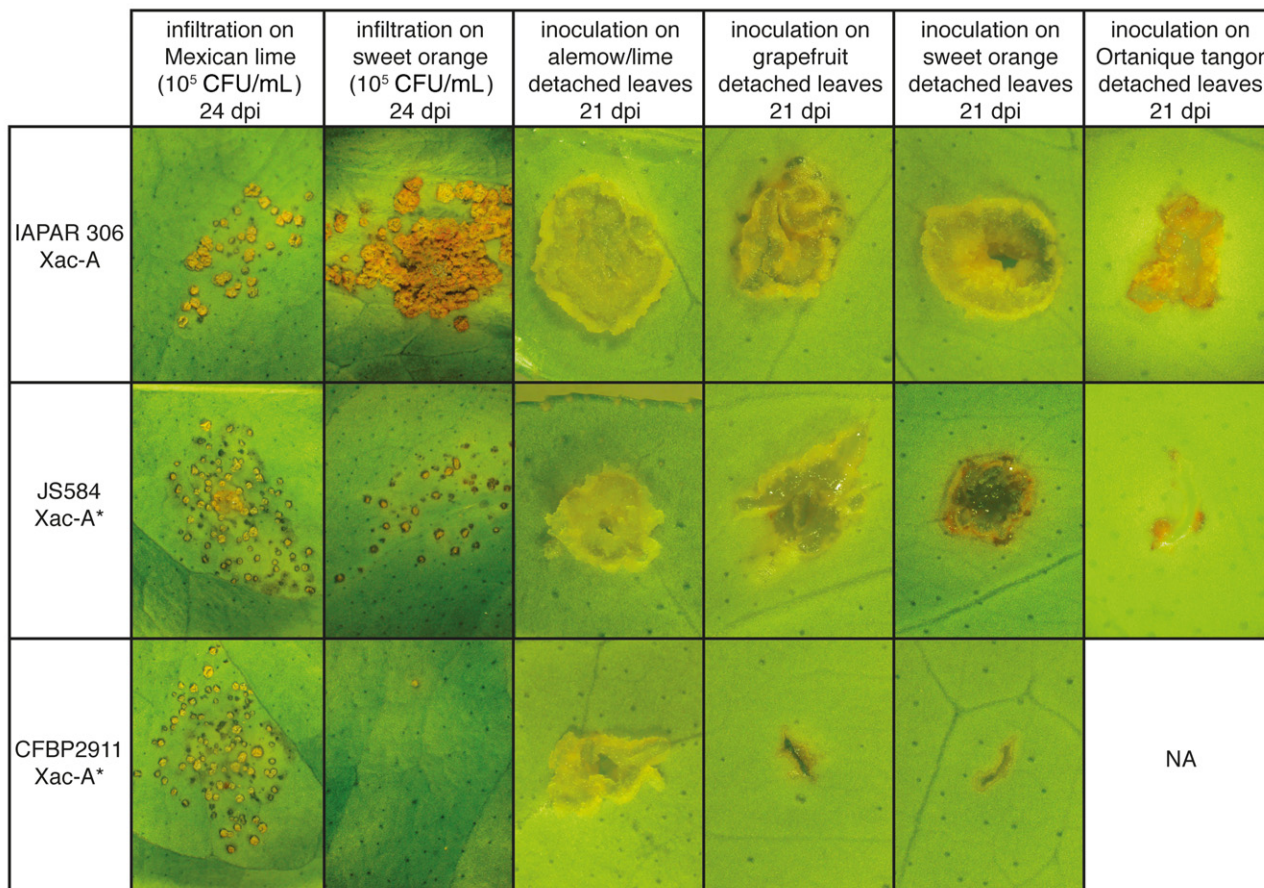 infiltration on
Mexican lime
(10⁵ CFU/mL)
24 dpi
infiltration on
sweet orange
(10⁵ CFU/mL)
24 dpi
inoculation on
alemow/lime
detached leaves
21 dpi
inoculation on
grapefruit
detached leaves
21 dpi
inoculation on
sweet orange
detached leaves
21 dpi
inoculation on
Ortanique tangor
detached leaves
21 dpi
IAPAR 306
Xac-A
JS584
Xac-A*
CFBP2911
Xac-A*
NA